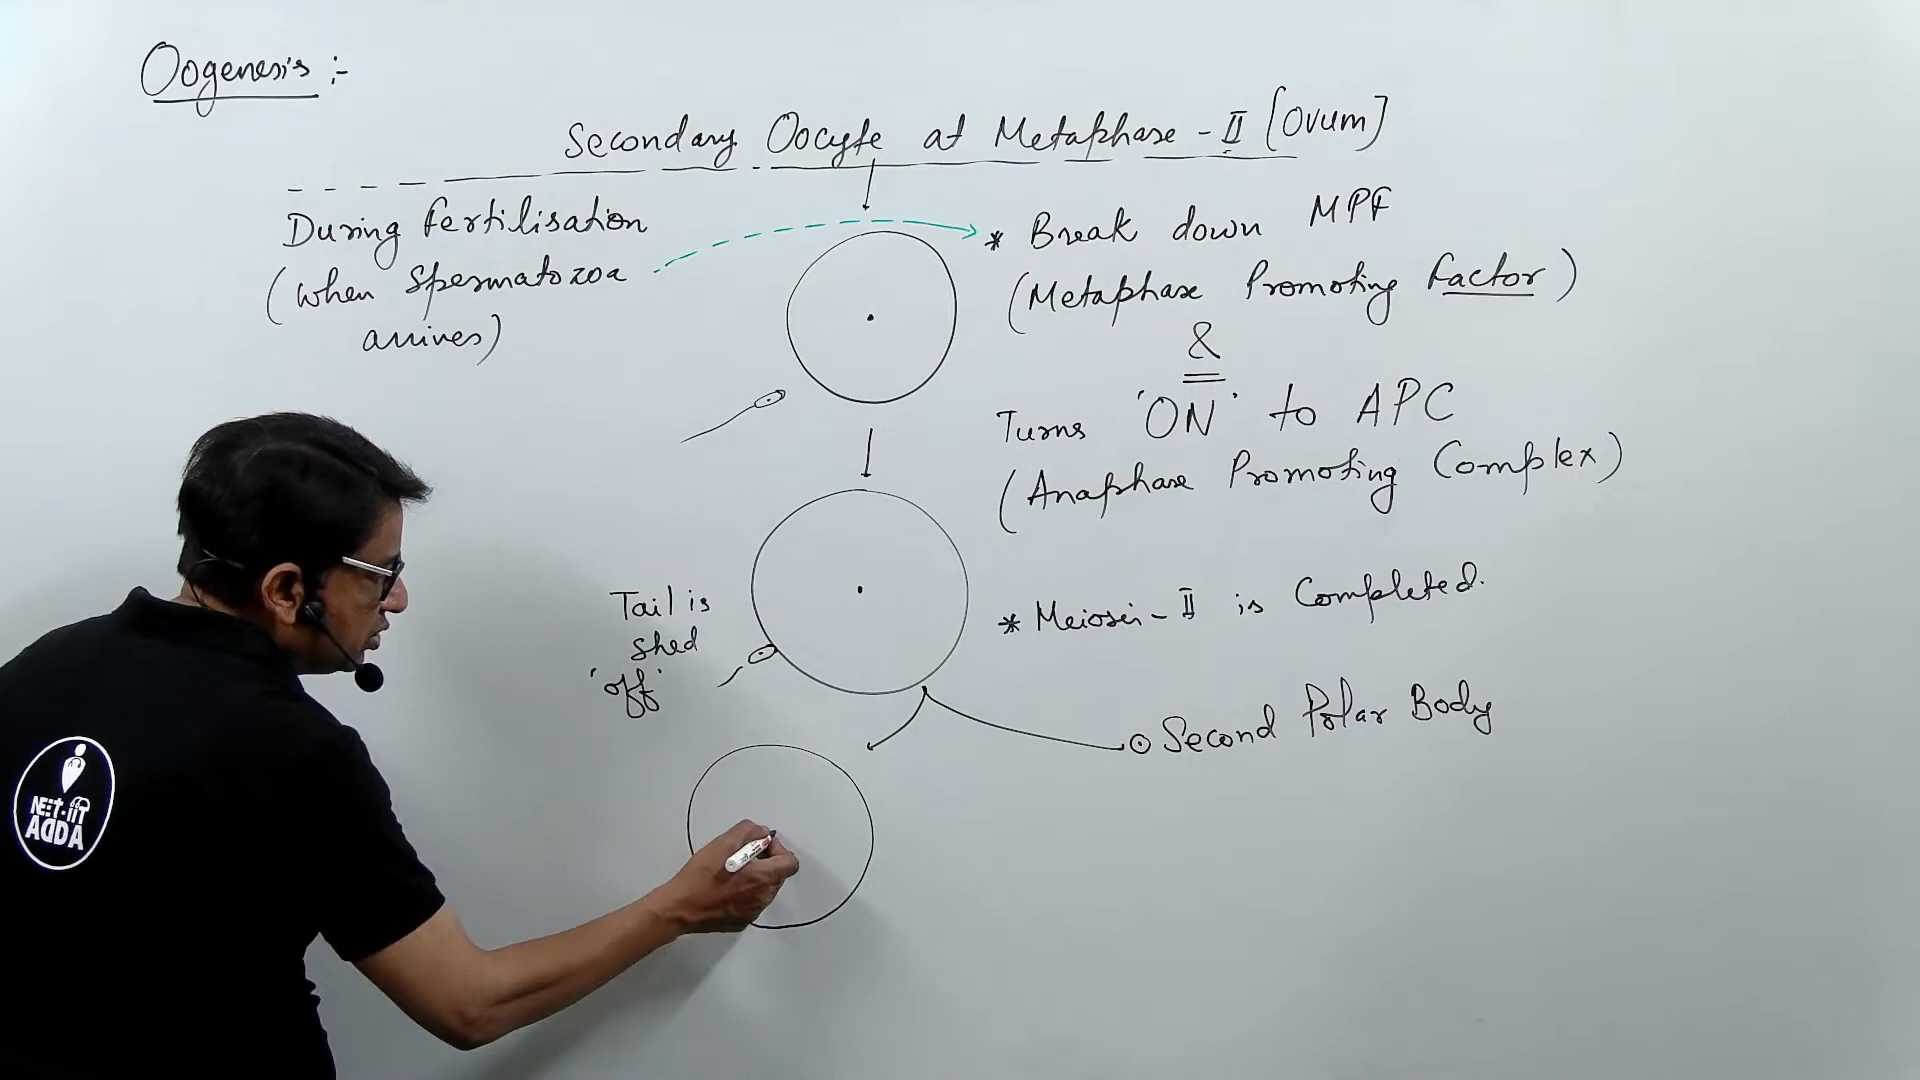 Oogenesis :-
Secondary Oocyte at Metaphase - II [Ovum]
During fertilisation
(when Spermatozoa
arrives)
* Break down MPF
(Metaphase Promoting Factor)
&
Turns 'ON' to APC
(Anaphase Promoting Complex)
Tail is
shed
'off'
* Meiosis - II is Completed.
Second Polar Body
NEET-IIT
ADDA